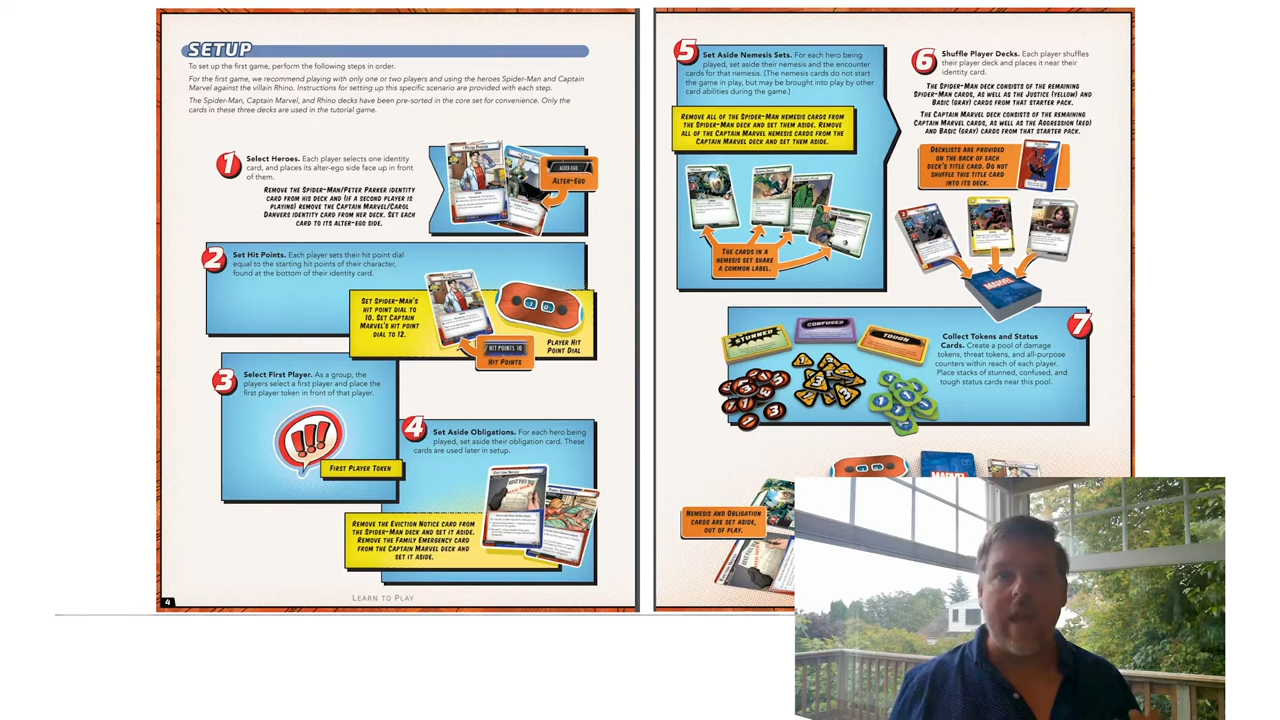 SETUP
To set up the first game, perform the following steps in order.
For the first game, we recommend playing with only one or two players and using the heroes Spider-Man and Captain
Marvel against the villain Rhino. Instructions for setting up this specific scenario are provided with each step.
The Spider-Man, Captain Marvel, and Rhino decks have been pre-sorted in the core set for convenience. Only the
cards in these three decks are used in the tutorial game.
1
Select Heroes. Each player selects one identity
card, and places its alter-ego side face up in front
of them.
REMOVE THE SPIDER-MAN/PETER PARKER IDENTITY
CARD FROM HIS DECK AND (IF A SECOND PLAYER IS
PLAYING) REMOVE THE CAPTAIN MARVEL/CAROL
DANVERS IDENTITY CARD FROM HER DECK. SET EACH
CARD TO ITS ALTER-EGO SIDE.
ALTER-EGO
ALTER-EGO
2
Set Hit Points. Each player sets their hit point dial
equal to the starting hit points of their character,
found at the bottom of their identity card.
SET SPIDER-MAN'S
HIT POINT DIAL TO
10. SET CAPTAIN
MARVEL'S HIT POINT
DIAL TO 12.
HIT POINTS 10
HIT POINTS
1 0
PLAYER HIT
POINT DIAL
3
Select First Player. As a group, the
players select a first player and place the
first player token in front of that player.
!!!
FIRST PLAYER TOKEN
4
Set Aside Obligations. For each hero being
played, set aside their obligation card. These
cards are used later in setup.
REMOVE THE EVICTION NOTICE CARD FROM
THE SPIDER-MAN DECK AND SET IT ASIDE.
REMOVE THE FAMILY EMERGENCY CARD
FROM THE CAPTAIN MARVEL DECK AND
SET IT ASIDE.
4
LEARN TO PLAY
5
Set Aside Nemesis Sets. For each hero being
played, set aside their nemesis and the encounter
cards for that nemesis. (The nemesis cards do not start
the game in play, but may be brought into play by other
card abilities during the game.)
REMOVE ALL OF THE SPIDER-MAN NEMESIS CARDS FROM
THE SPIDER-MAN DECK AND SET THEM ASIDE. REMOVE
ALL OF THE CAPTAIN MARVEL NEMESIS CARDS FROM THE
CAPTAIN MARVEL DECK AND SET THEM ASIDE.
THE CARDS IN A
NEMESIS SET SHARE
A COMMON LABEL.
6
Shuffle Player Decks. Each player shuffles
their player deck and places it near their
identity card.
THE SPIDER-MAN DECK CONSISTS OF THE REMAINING
SPIDER-MAN CARDS, AS WELL AS THE JUSTICE (YELLOW) AND
BASIC (GRAY) CARDS FROM THAT STARTER PACK.
THE CAPTAIN MARVEL DECK CONSISTS OF THE REMAINING
CAPTAIN MARVEL CARDS, AS WELL AS THE AGGRESSION (RED)
AND BASIC (GRAY) CARDS FROM THAT STARTER PACK.
DECKLISTS ARE PROVIDED
ON THE BACK OF EACH
DECK'S TITLE CARD. DO NOT
SHUFFLE THIS TITLE CARD
INTO ITS DECK.
MARVEL
7
Collect Tokens and Status
Cards. Create a pool of damage
tokens, threat tokens, and all-purpose
counters within reach of each player.
Place stacks of stunned, confused, and
tough status cards near this pool.
STUNNED
CONFUSED
TOUGH
NEMESIS AND OBLIGATION
CARDS ARE SET ASIDE,
OUT OF PLAY.